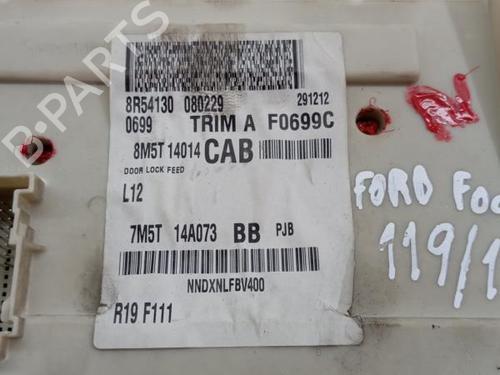 8R54130 080229 291212
0699 TRIM A F0699C
8M5T 14014 CAB
DOOR LOCK FEED
L12
7M5T 14A073 BB PJB
NNDXNLFBV400
R19 F111
FORD FOC
119/1
B-PARTS